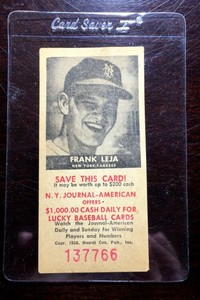 Card Saver I
FRANK LEJA
NEW YORK YANKEES
SAVE THIS CARD!
It may be worth up to $200 cash
N.Y. JOURNAL-AMERICAN
OFFERS •
$1,000.00 CASH DAILY FOR
LUCKY BASEBALL CARDS
Watch the Journal-American
Daily and Sunday for Winning
Players and Numbers
Copr. 1954, Hearst Con. Pub., Inc.
137766